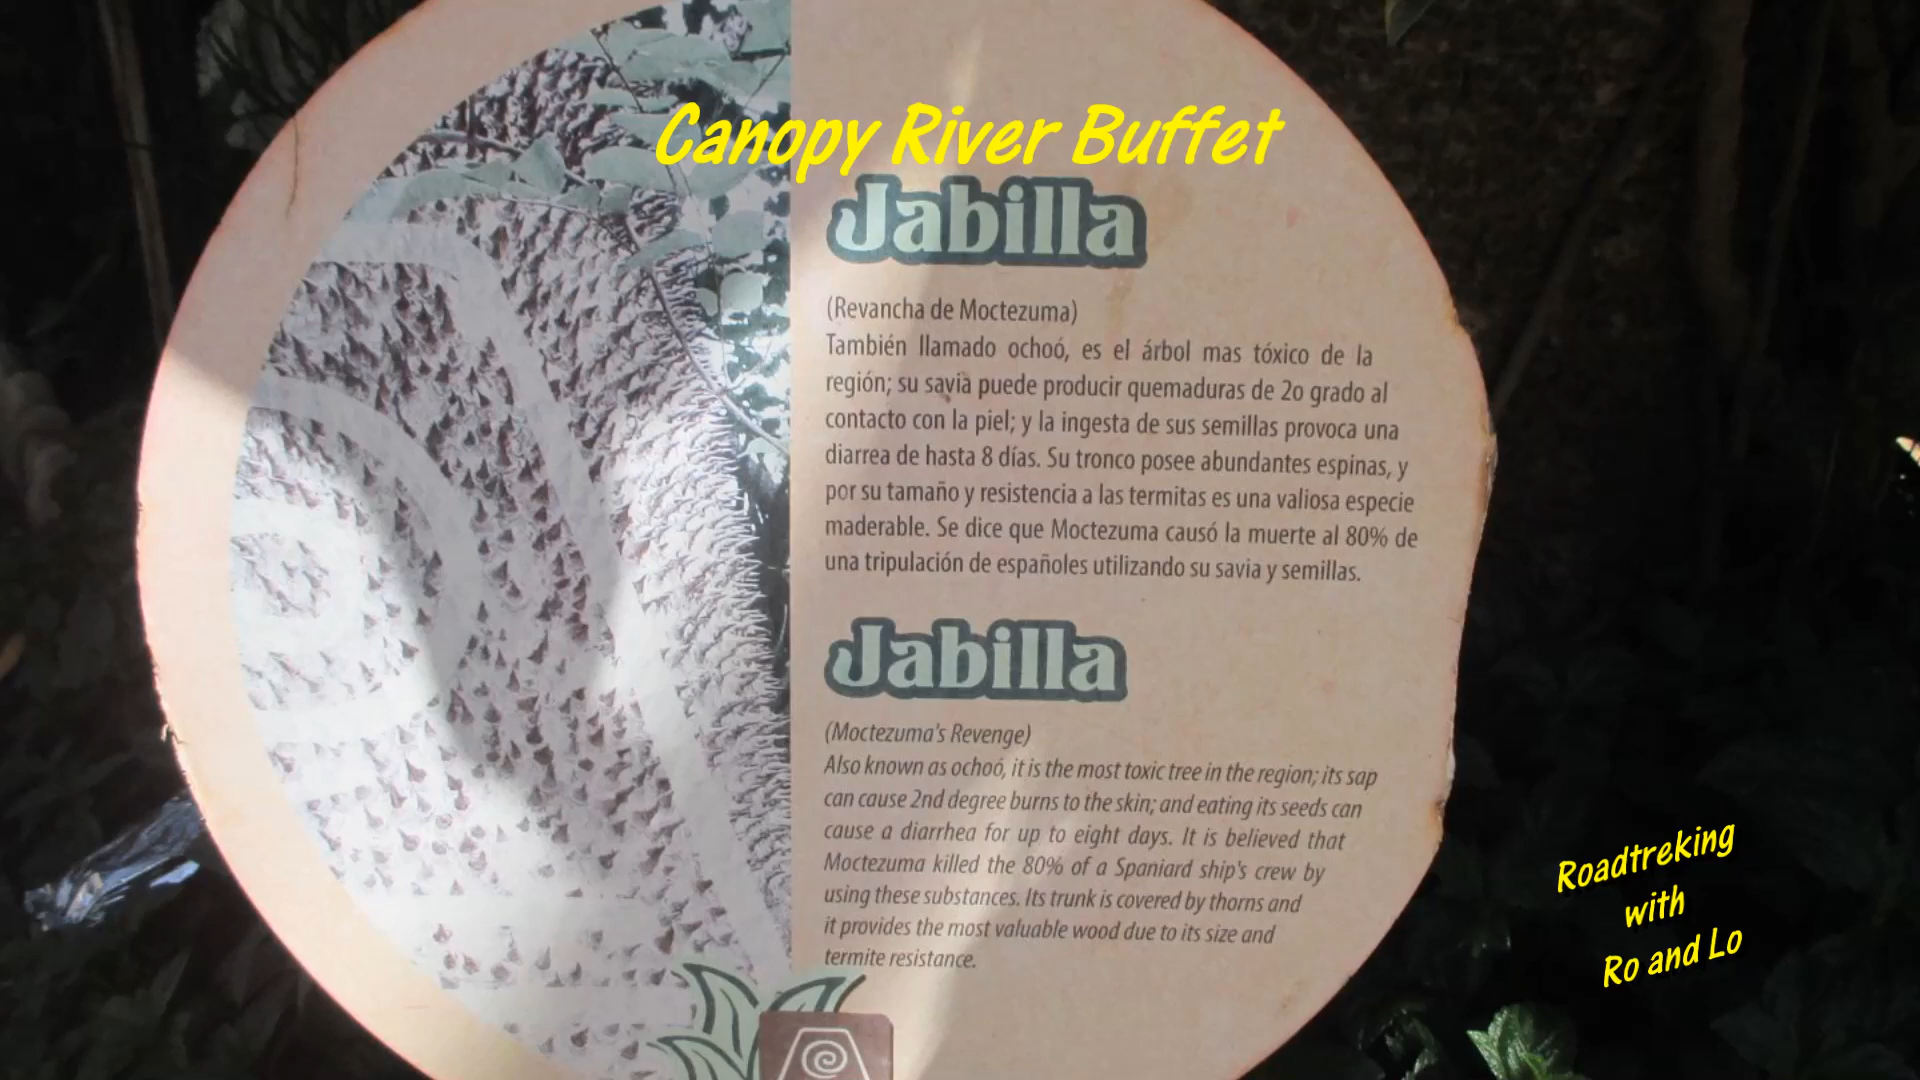 Canopy River Buffet
Jabilla
(Revancha de Moctezuma)
También llamado ochoó, es el árbol mas tóxico de la
región; su savia puede producir quemaduras de 2o grado al
contacto con la piel; y la ingesta de sus semillas provoca una
diarrea de hasta 8 días. Su tronco posee abundantes espinas, y
por su tamaño y resistencia a las termitas es una valiosa especie
maderable. Se dice que Moctezuma causó la muerte al 80% de
una tripulación de españoles utilizando su savia y semillas.
Jabilla
(Moctezuma's Revenge)
Also known as ochoó, it is the most toxic tree in the region; its sap
can cause 2nd degree burns to the skin; and eating its seeds can
cause a diarrhea for up to eight days. It is believed that
Moctezuma killed the 80% of a Spaniard ship's crew by
using these substances. Its trunk is covered by thorns and
it provides the most valuable wood due to its size and
termite resistance.
Roadtreking
with
Ro and Lo